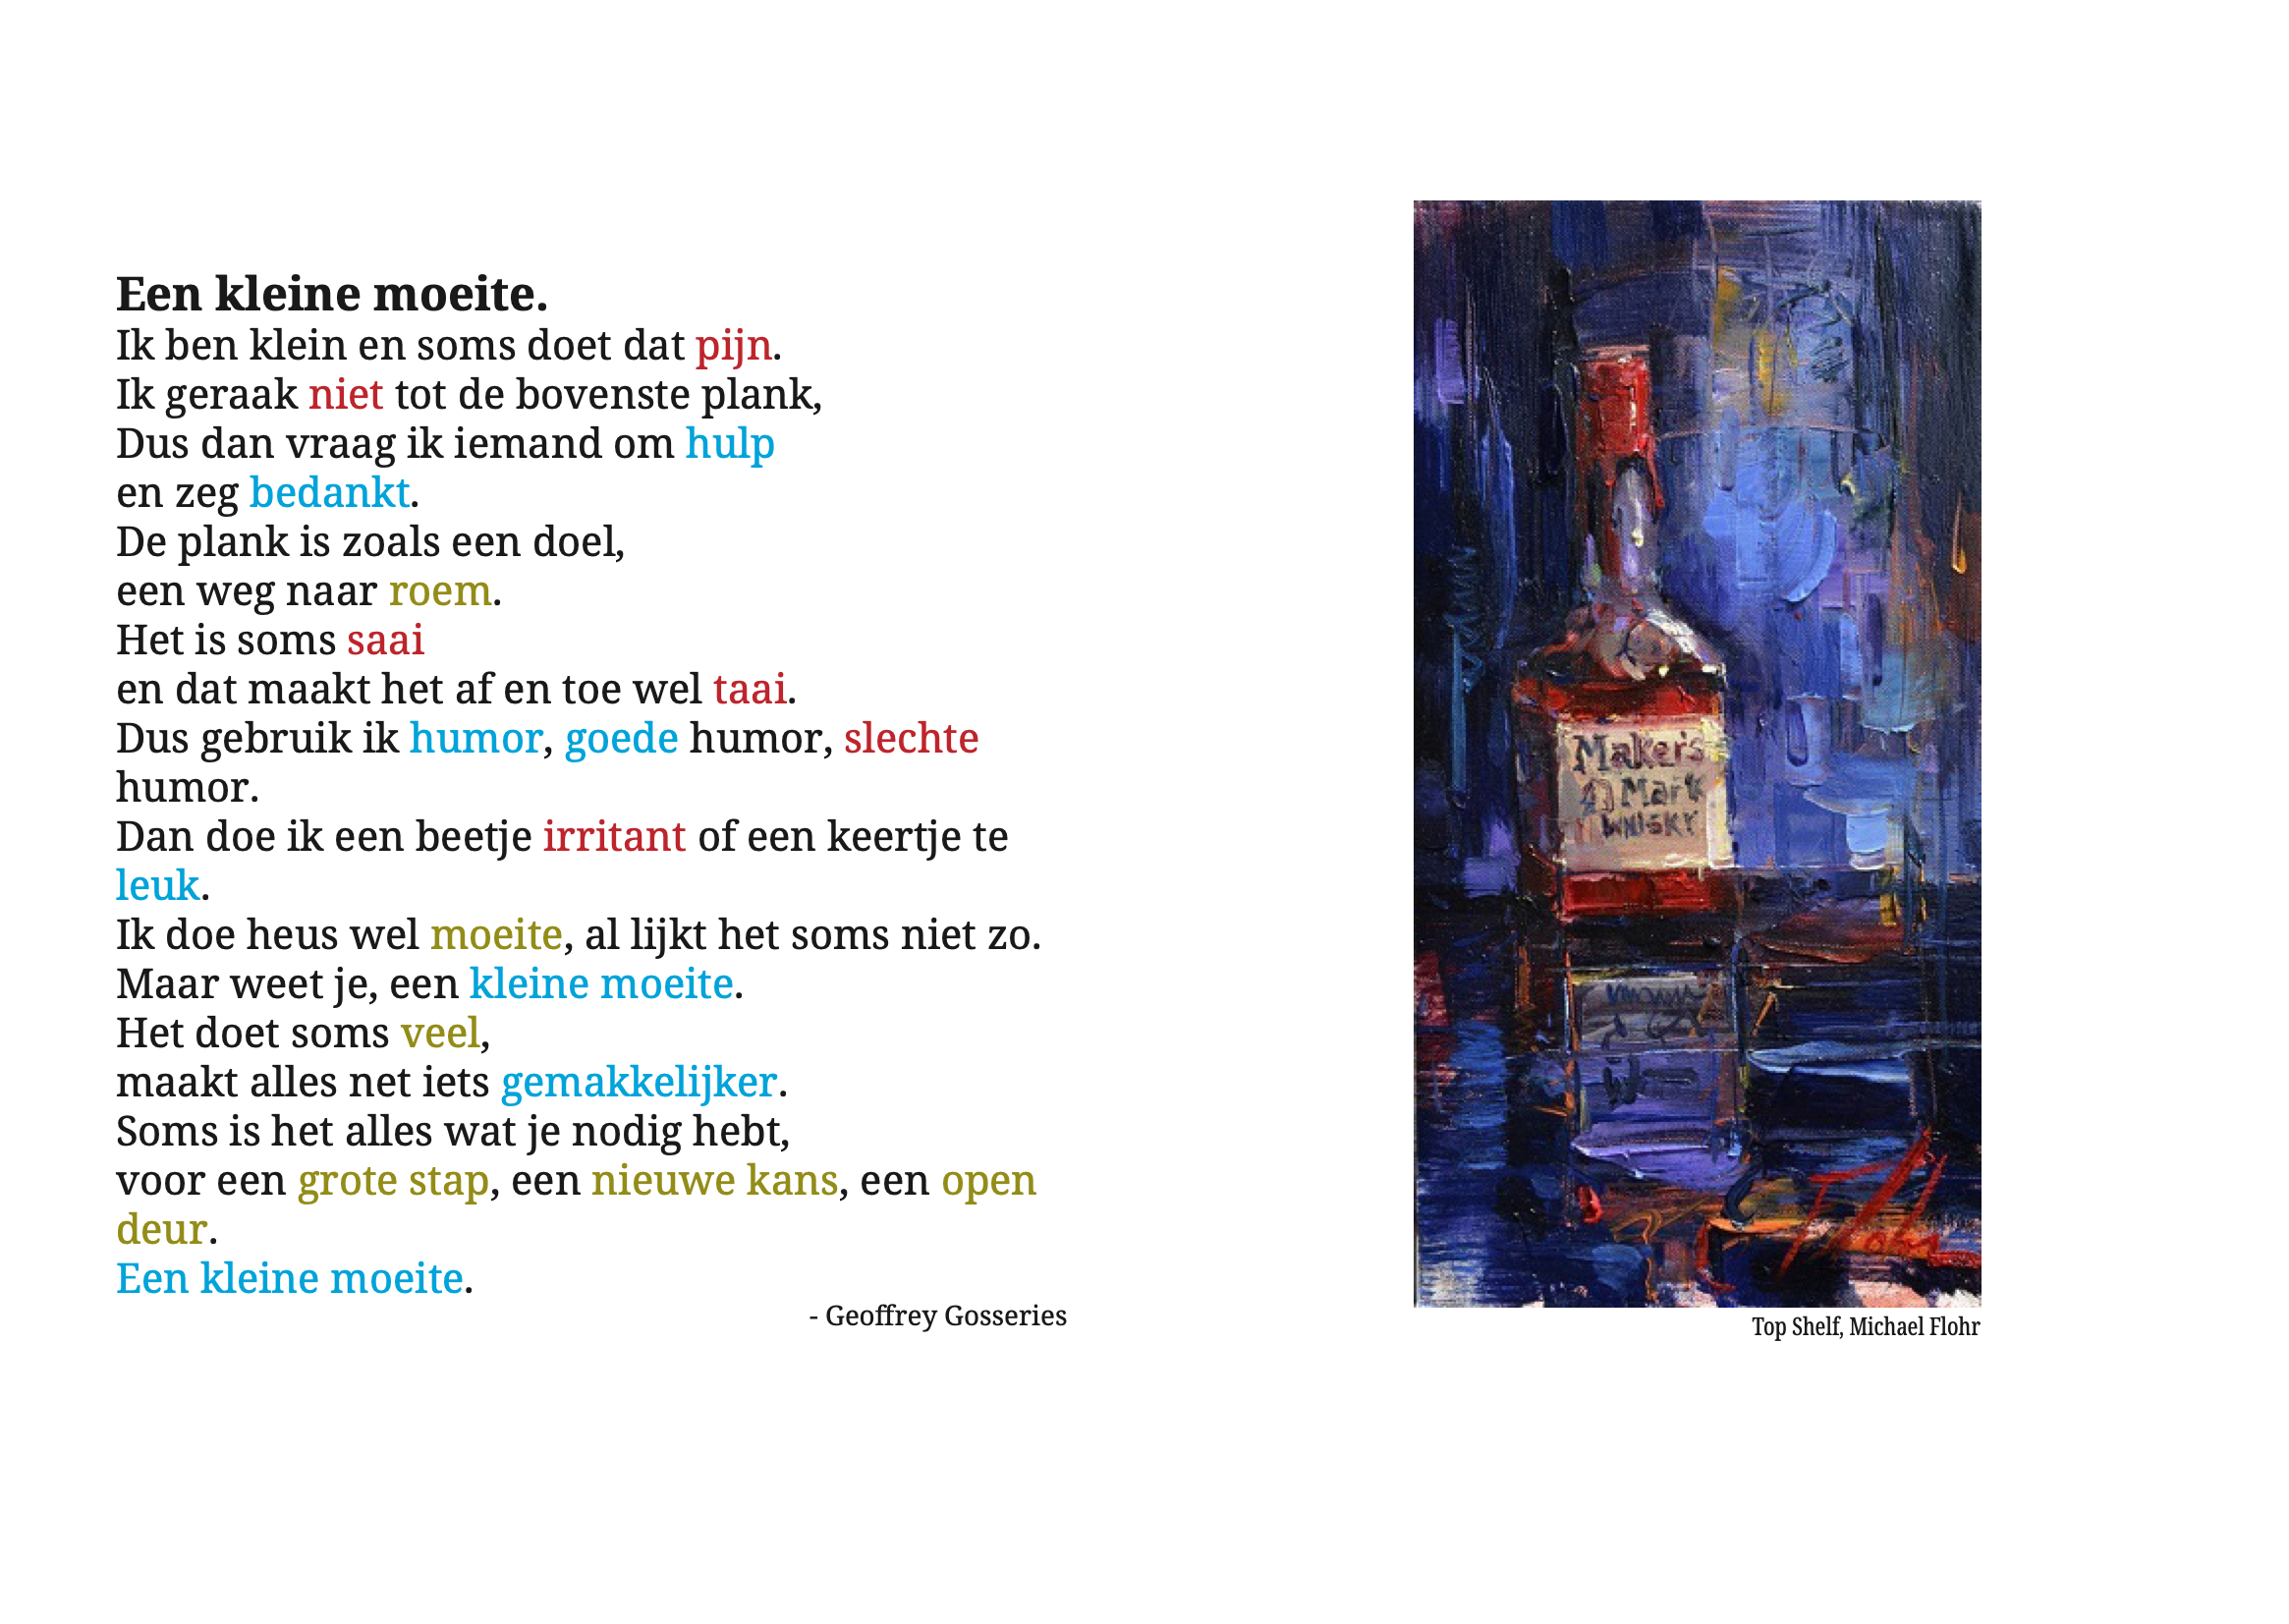 Een kleine moeite.
Ik ben klein en soms doet dat pijn.
Ik geraak niet tot de bovenste plank,
Dus dan vraag ik iemand om hulp
en zeg bedankt.
De plank is zoals een doel,
een weg naar roem.
Het is soms saai
en dat maakt het af en toe wel taai.
Dus gebruik ik humor, goede humor, slechte
humor.
Dan doe ik een beetje irritant of een keertje te
leuk.
Ik doe heus wel moeite, al lijkt het soms niet zo.
Maar weet je, een kleine moeite.
Het doet soms veel,
maakt alles net iets gemakkelijker.
Soms is het alles wat je nodig hebt,
voor een grote stap, een nieuwe kans, een open
deur.
Een kleine moeite.
- Geoffrey Gosseries
Maker's
Mark
Whisky
Flohr
Top Shelf, Michael Flohr